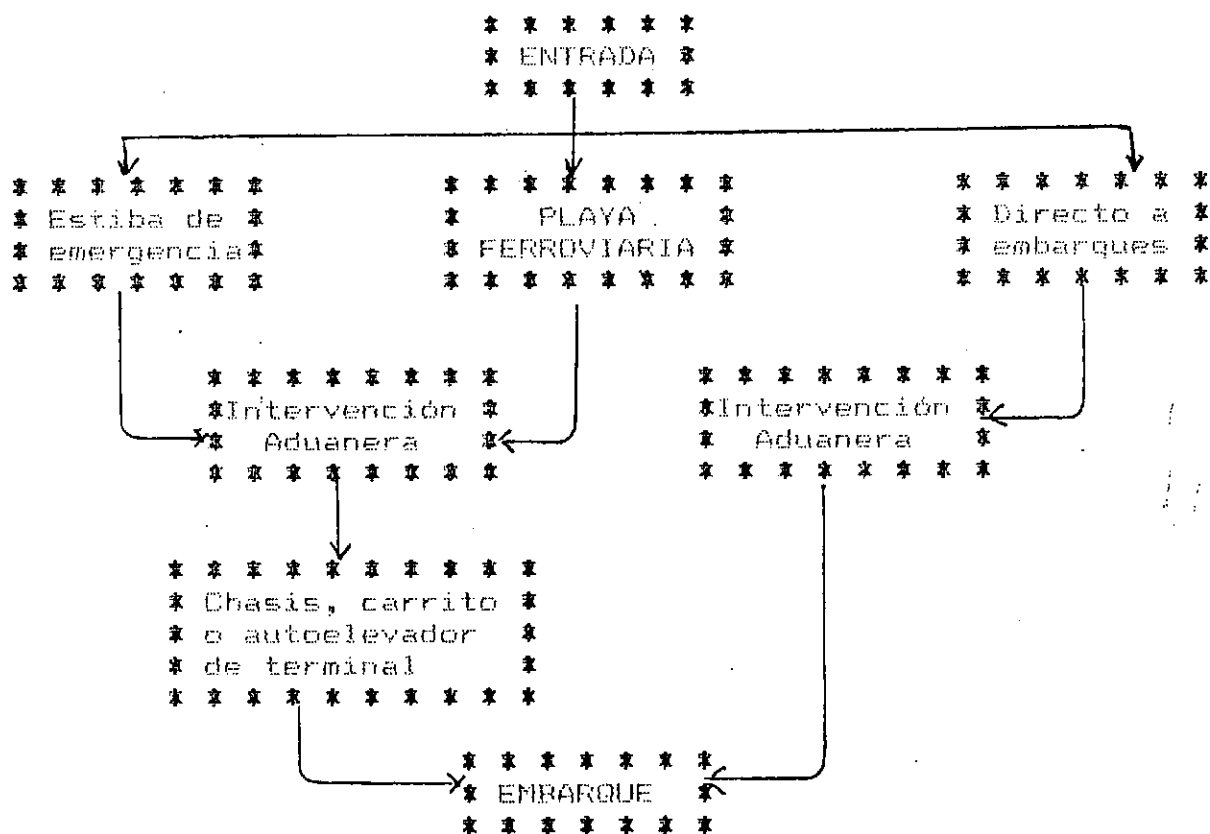 ENTRADA
Estiba de
emergencia
PLAYA
FERROVIARIA
Directo a
embarques
Intervención
Aduanera
Intervención
Aduanera
Chasis, carrito
o autoelevador
de terminal
EMBARQUE